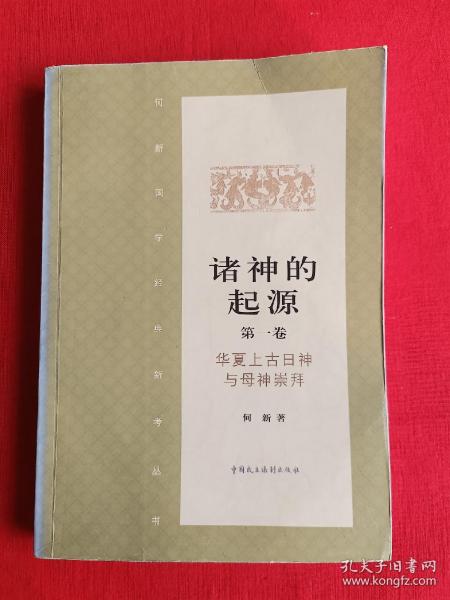 何新国学经典新考丛书
诸神的
起源
第一卷
华夏上古日神
与母神崇拜
何新著
中国民主法制出版社
孔夫子旧书网
www.kongfz.com